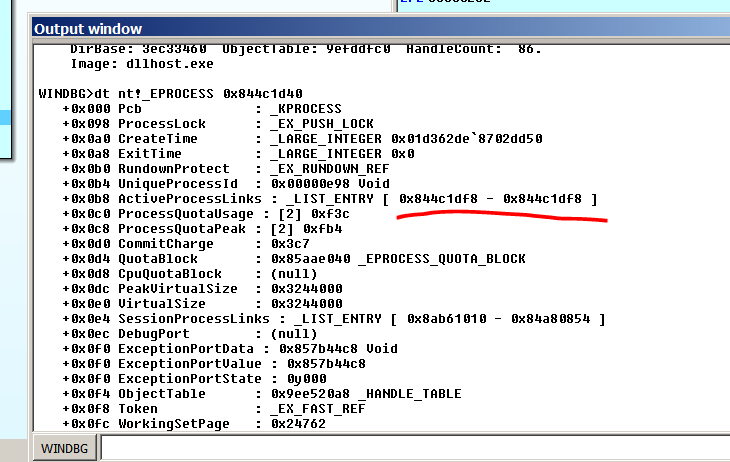 Output window
DirBase: 3ec33460  ObjectTable: 9efddfc0  HandleCount:  86.
Image: dllhost.exe
WINDBG>dt nt!_EPROCESS 0x844c1d40
+0x000 Pcb              : _KPROCESS
+0x098 ProcessLock      : _EX_PUSH_LOCK
+0x0a0 CreateTime       : _LARGE_INTEGER 0x01d362de`8702dd50
+0x0a8 ExitTime         : _LARGE_INTEGER 0x0
+0x0b0 RundownProtect   : _EX_RUNDOWN_REF
+0x0b4 UniqueProcessId  : 0x00000e98 Void
+0x0b8 ActiveProcessLinks : _LIST_ENTRY [ 0x844c1df8 - 0x844c1df8 ]
+0x0c0 ProcessQuotaUsage : [2] 0xf3c
+0x0c8 ProcessQuotaPeak : [2] 0xfb4
+0x0d0 CommitCharge     : 0x3c7
+0x0d4 QuotaBlock       : 0x85aae040 _EPROCESS_QUOTA_BLOCK
+0x0d8 CpuQuotaBlock    : (null)
+0x0dc PeakVirtualSize  : 0x3244000
+0x0e0 VirtualSize      : 0x3244000
+0x0e4 SessionProcessLinks : _LIST_ENTRY [ 0x8ab61010 - 0x84a80854 ]
+0x0ec DebugPort        : (null)
+0x0f0 ExceptionPortData : 0x857b44c8 Void
+0x0f0 ExceptionPortValue : 0x857b44c8
+0x0f0 ExceptionPortState : 0y000
+0x0f4 ObjectTable      : 0x9ee520a8 _HANDLE_TABLE
+0x0f8 Token            : _EX_FAST_REF
+0x0fc WorkingSetPage   : 0x24762
WINDBG